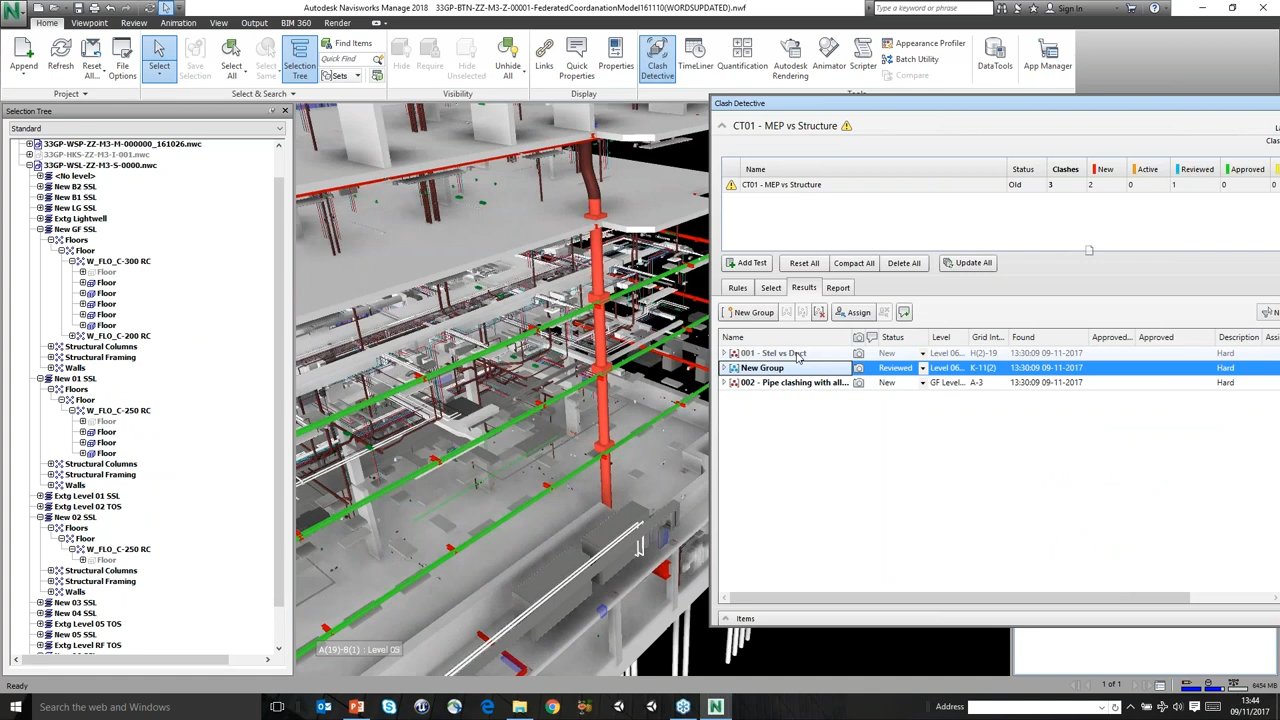 Autodesk Navisworks Manage 2018 33GP-BTN-ZZ-M3-Z-00001-FederatedCoordanationModel161110(WORDSUPDATED).nwf
Type a keyword or phrase
Sign In
Home Viewpoint Review Animation View Output BIM 360 Render
Append
Refresh
Reset All...
File Options
Select
Save Selection
Select All
Select Same
Selection Tree
Find Items
Quick Find
Sets
Hide
Require
Hide Unselected
Unhide All
Links
Quick Properties
Properties
Clash Detective
TimeLiner
Quantification
Autodesk Rendering
Animator
Scripter
Appearance Profiler
Batch Utility
Compare
DataTools
App Manager
Project Select & Search Visibility Display
Selection Tree
Standard
33GP-WSP-ZZ-M3-M-000000_161026.nwc
33GP-HKS-ZZ-M3-I-001.nwc
33GP-WSL-ZZ-M3-S-0000.nwc
<No level>
New B2 SSL
New B1 SSL
New LG SSL
Extg Lightwell
New GF SSL
Floors
Floor
W_FLO_C-300 RC
Floor
Floor
Floor
Floor
Floor
Floor
W_FLO_C-200 RC
Structural Columns
Structural Framing
Walls
New 01 SSL
Floors
Floor
W_FLO_C-250 RC
Floor
Floor
Floor
Floor
Structural Columns
Structural Framing
Walls
Extg Level 01 SSL
Extg Level 02 TOS
New 02 SSL
Floors
Floor
W_FLO_C-250 RC
Floor
Structural Columns
Structural Framing
Walls
New 03 SSL
New 04 SSL
Extg Level 05 TOS
New 05 SSL
Extg Level RF TOS
A(19)-8(1) : Level 03
Clash Detective
CT01 - MEP vs Structure
Clas
Name Status Clashes New Active Reviewed Approved
CT01 - MEP vs Structure Old 3 2 0 1 0 0
Add Test Reset All Compact All Delete All Update All
Rules Select Results Report
New Group Assign N
Name Status Level Grid Int... Found Approved... Approved Description Assi
001 - Stel vs Duct New Level 06... H(2)-19 13:30:09 09-11-2017 Hard
New Group Reviewed Level 06... K-11(2) 13:30:09 09-11-2017 Hard
002 - Pipe clashing with all... New GF Level... A-3 13:30:09 09-11-2017 Hard
Items
Ready
1 of 1
8454 MB
Search the web and Windows
Address
13:44
09/11/2017